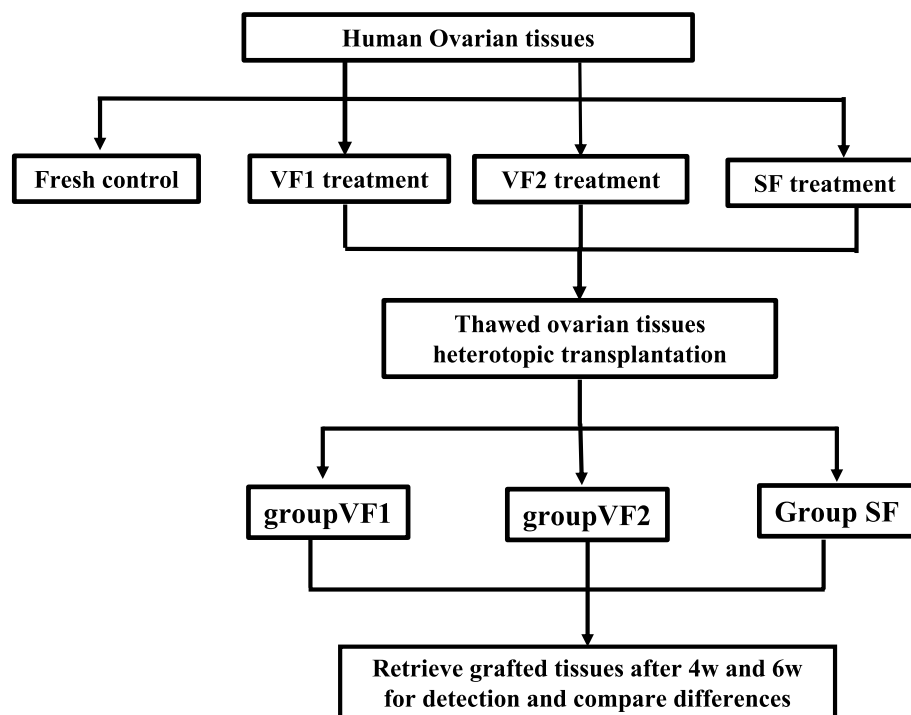 Human Ovarian tissues
Fresh control
VF1 treatment
VF2 treatment
SF treatment
Thawed ovarian tissues
heterotopic transplantation
groupVF1
groupVF2
Group SF
Retrieve grafted tissues after 4w and 6w
for detection and compare differences